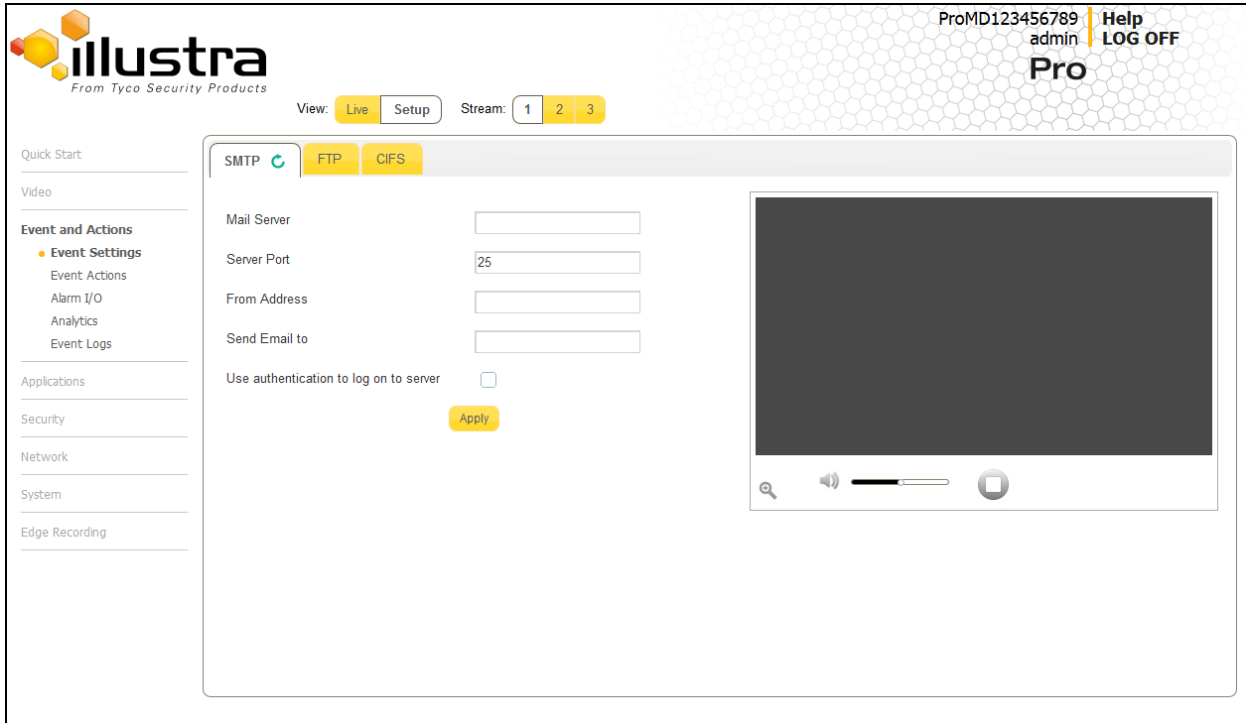 illustra
From Tyco Security Products
ProMD123456789 Help
admin LOG OFF
Pro
View: Live Setup Stream: 1 2 3
Quick Start
Video
Event and Actions
Event Settings
Event Actions
Alarm I/O
Analytics
Event Logs
Applications
Security
Network
System
Edge Recording
SMTP FTP CIFS
Mail Server
Server Port 25
From Address
Send Email to
Use authentication to log on to server
Apply